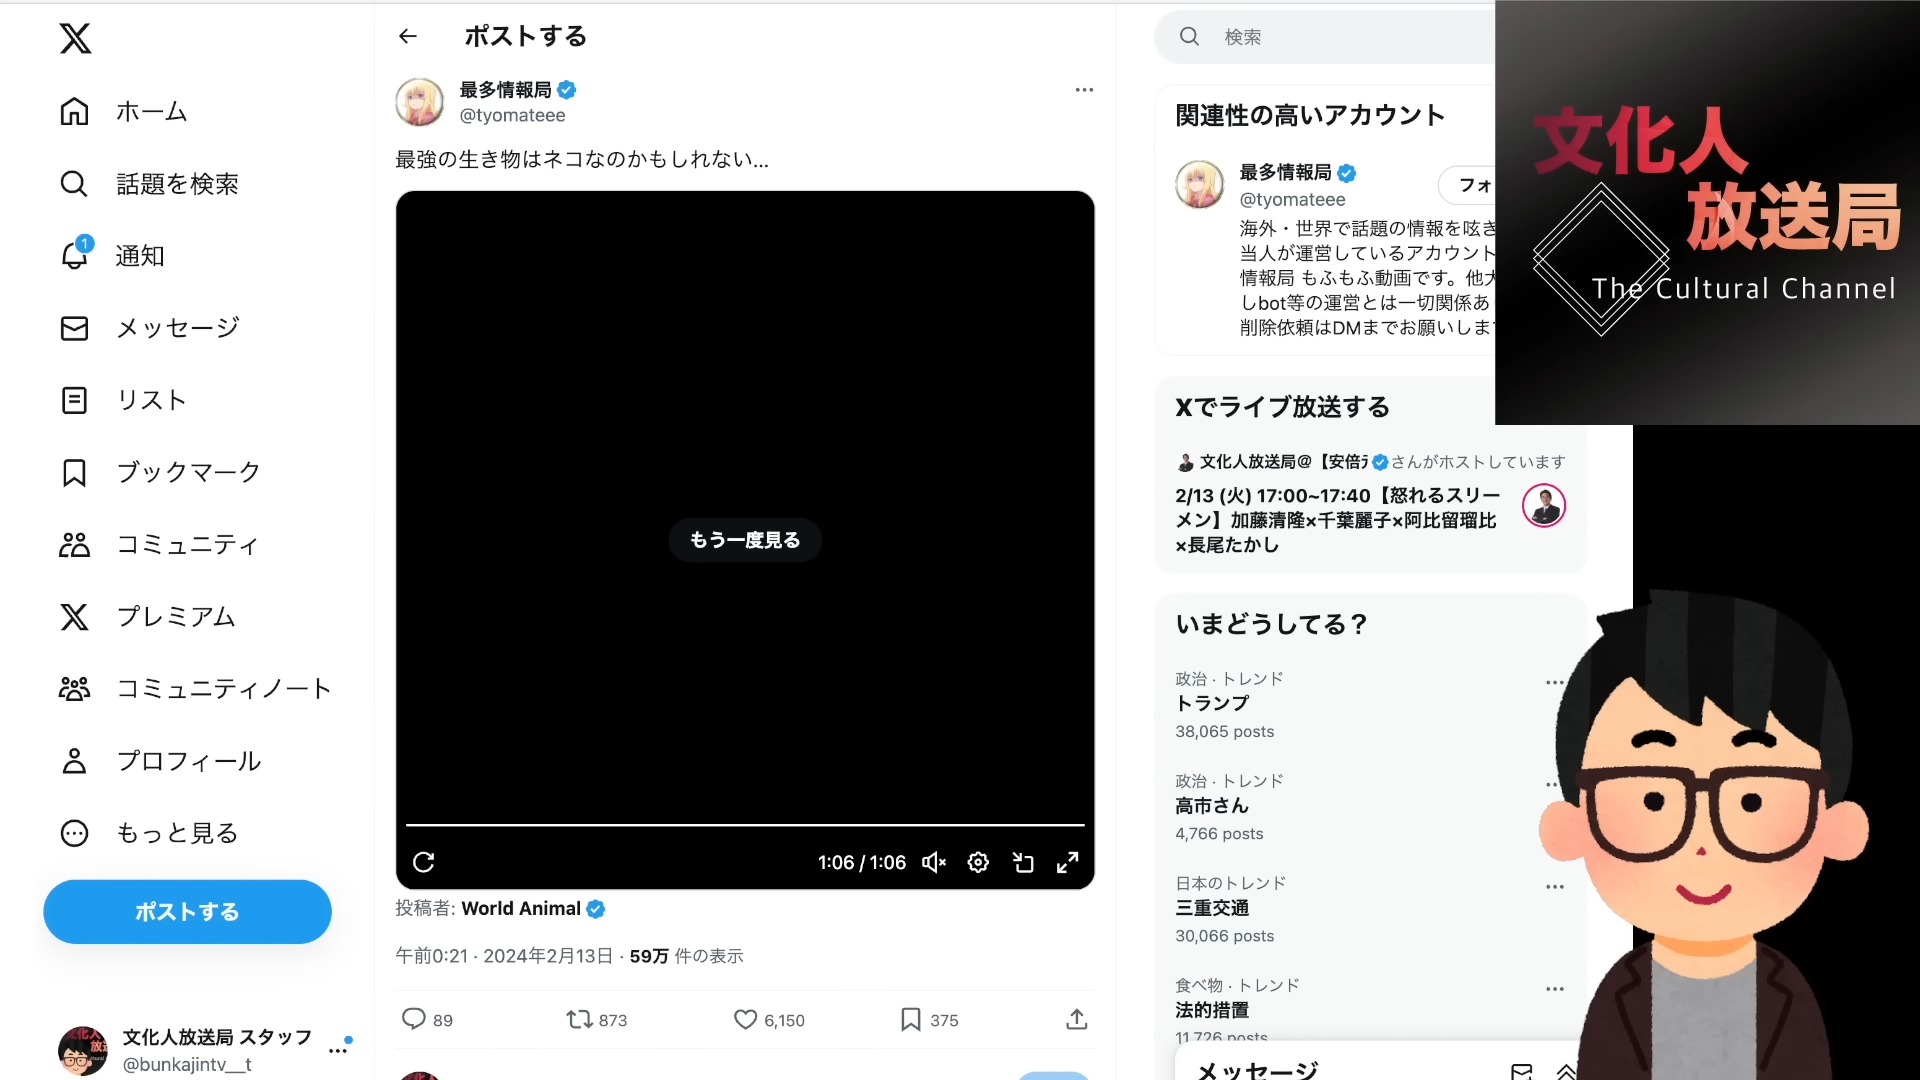 ホーム
話題を検索
1
通知
メッセージ
リスト
ブックマーク
コミュニティ
プレミアム
コミュニティノート
プロフィール
もっと見る
ポストする
文化人放送局 スタッフ
@bunkajintv__t
ポストする
最多情報局
@tyomateee
最強の生き物はネコなのかもしれない...
もう一度見る
1:06 / 1:06
投稿者: World Animal
午前0:21 · 2024年2月13日 · 59万 件の表示
89
873
6,150
375
検索
関連性の高いアカウント
最多情報局
@tyomateee
フォ
海外・世界で話題の情報を呟き
当人が運営しているアカウント
情報局 もふもふ動画です。他
しbot等の運営とは一切関係あ
削除依頼はDMまでお願いしま
Xでライブ放送する
文化人放送局@【安倍さんがホストしています
2/13 (火) 17:00~17:40【怒れるスリー
メン】加藤清隆×千葉麗子×阿比留瑠比
×長尾たかし
いまどうしてる？
政治 · トレンド
トランプ
38,065 posts
政治 · トレンド
高市さん
4,766 posts
日本のトレンド
三重交通
30,066 posts
食べ物 · トレンド
法的措置
11,726 posts
メッセージ
文化人
放送局
The Cultural Channel